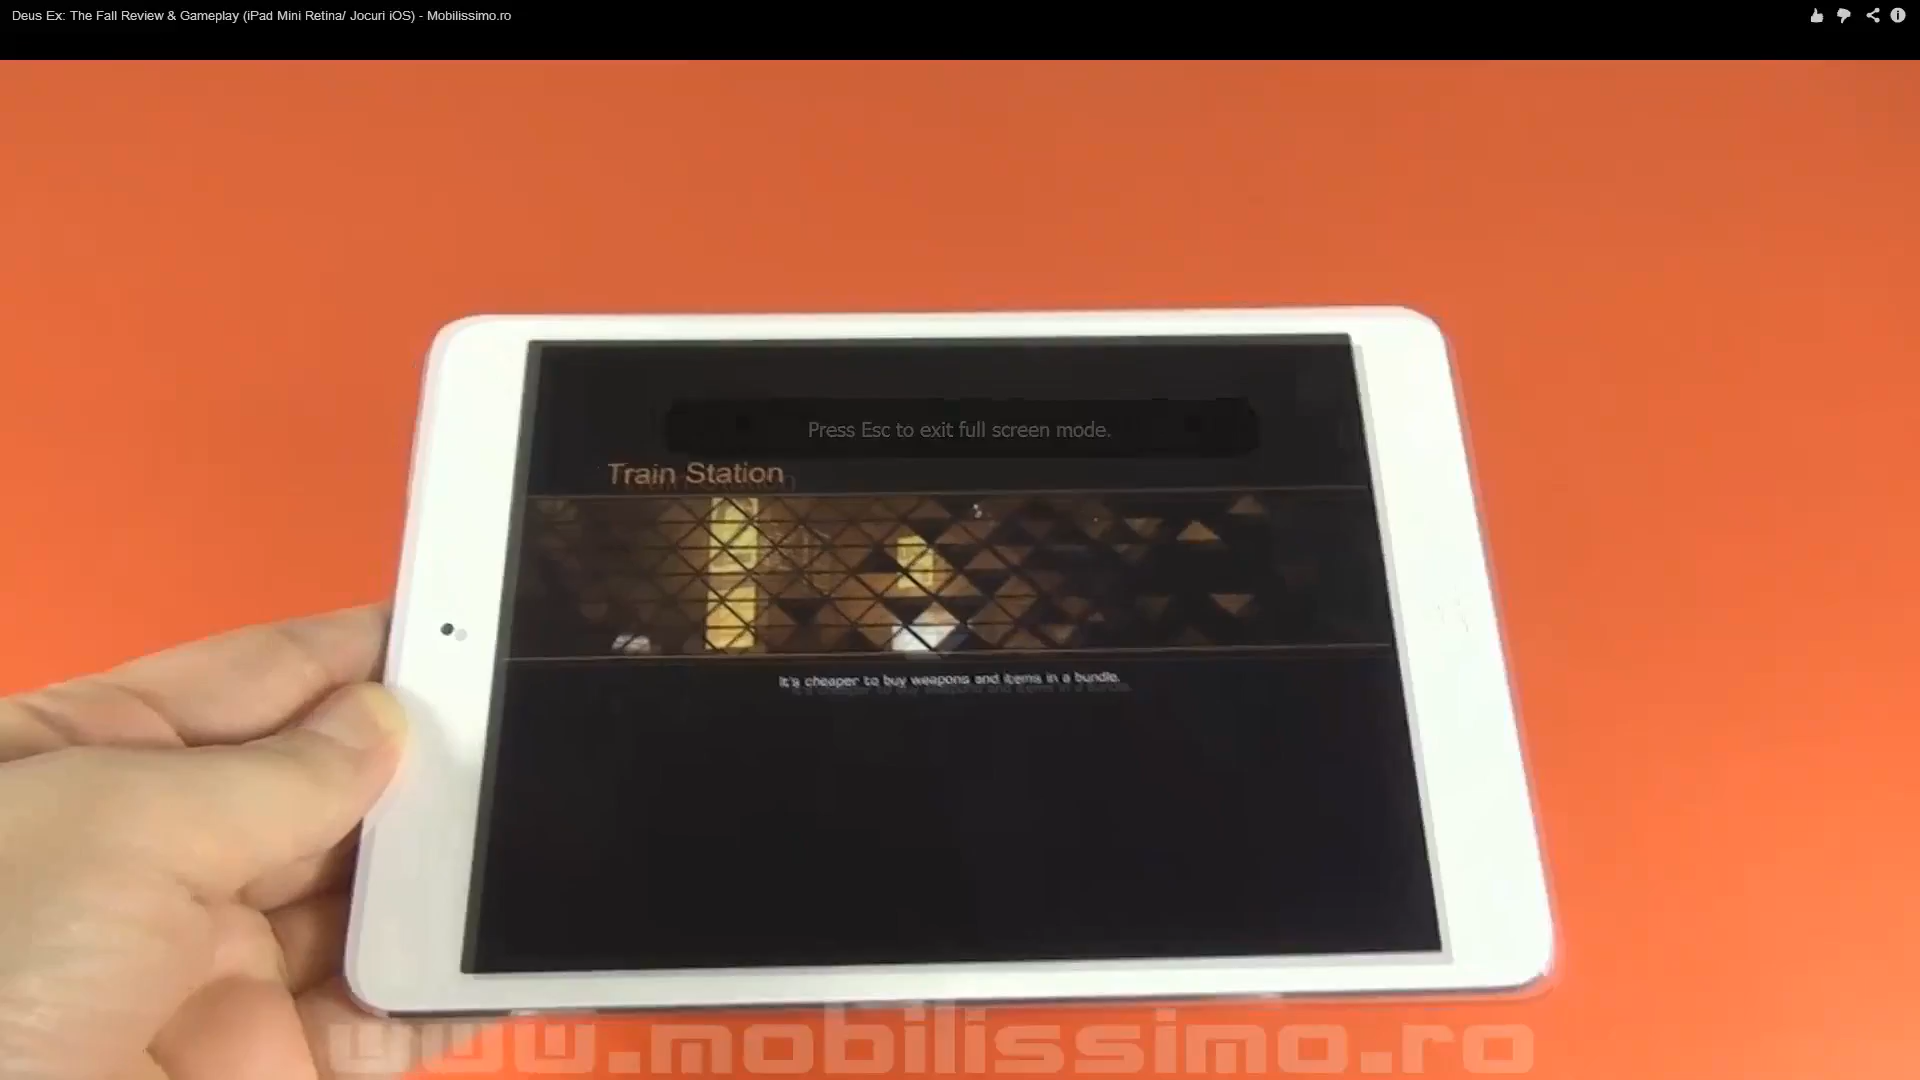 Deus Ex: The Fall Review & Gameplay (iPad Mini Retina/ Jocuri iOS) - Mobilissimo.ro
Press Esc to exit full screen mode.
Train Station
It's cheaper to buy weapons and items in a bundle.
www.mobilissimo.ro